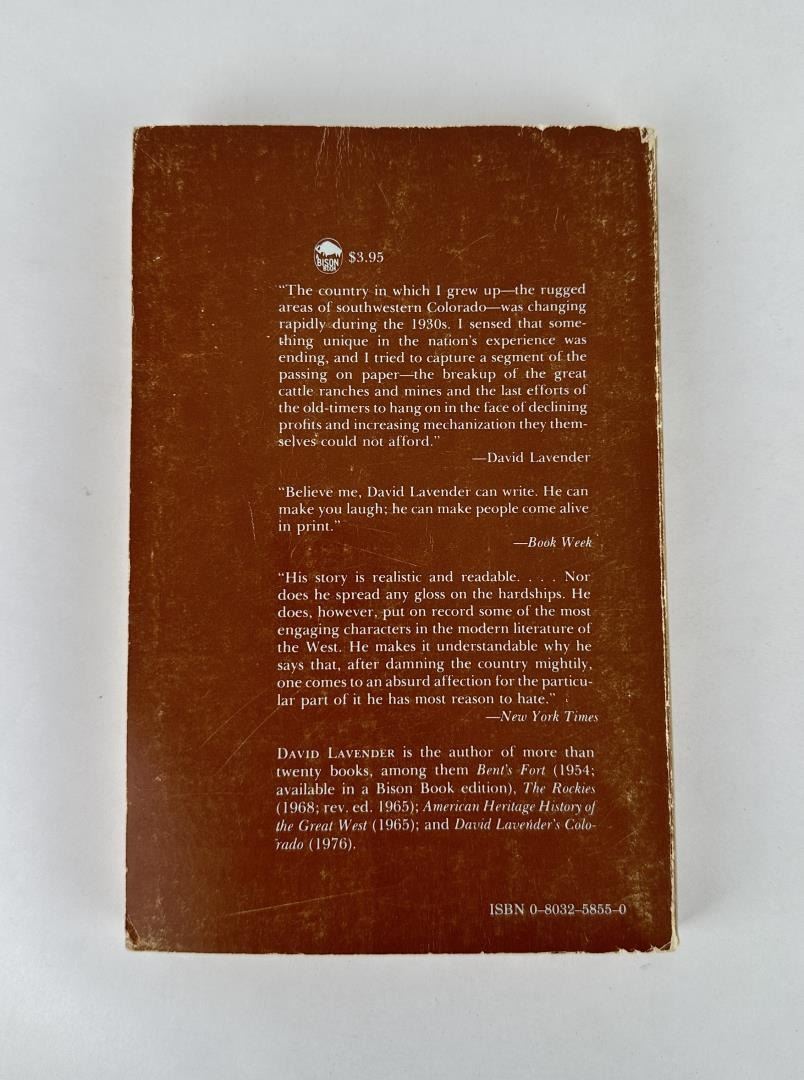 BISON
BOOK
$3.95
"The country in which I grew up—the rugged
areas of southwestern Colorado—was changing
rapidly during the 1930s. I sensed that some-
thing unique in the nation's experience was
ending, and I tried to capture a segment of the
passing on paper—the breakup of the great
cattle ranches and mines and the last efforts of
the old-timers to hang on in the face of declining
profits and increasing mechanization they them-
selves could not afford."
—David Lavender
"Believe me, David Lavender can write. He can
make you laugh; he can make people come alive
in print."
—Book Week
"His story is realistic and readable. . . . Nor
does he spread any gloss on the hardships. He
does, however, put on record some of the most
engaging characters in the modern literature of
the West. He makes it understandable why he
says that, after damning the country mightily,
one comes to an absurd affection for the particu-
lar part of it he has most reason to hate."
—New York Times
DAVID LAVENDER is the author of more than
twenty books, among them Bent's Fort (1954;
available in a Bison Book edition), The Rockies
(1968; rev. ed. 1965); American Heritage History of
the Great West (1965); and David Lavender's Colo-
rado (1976).
ISBN 0-8032-5855-0